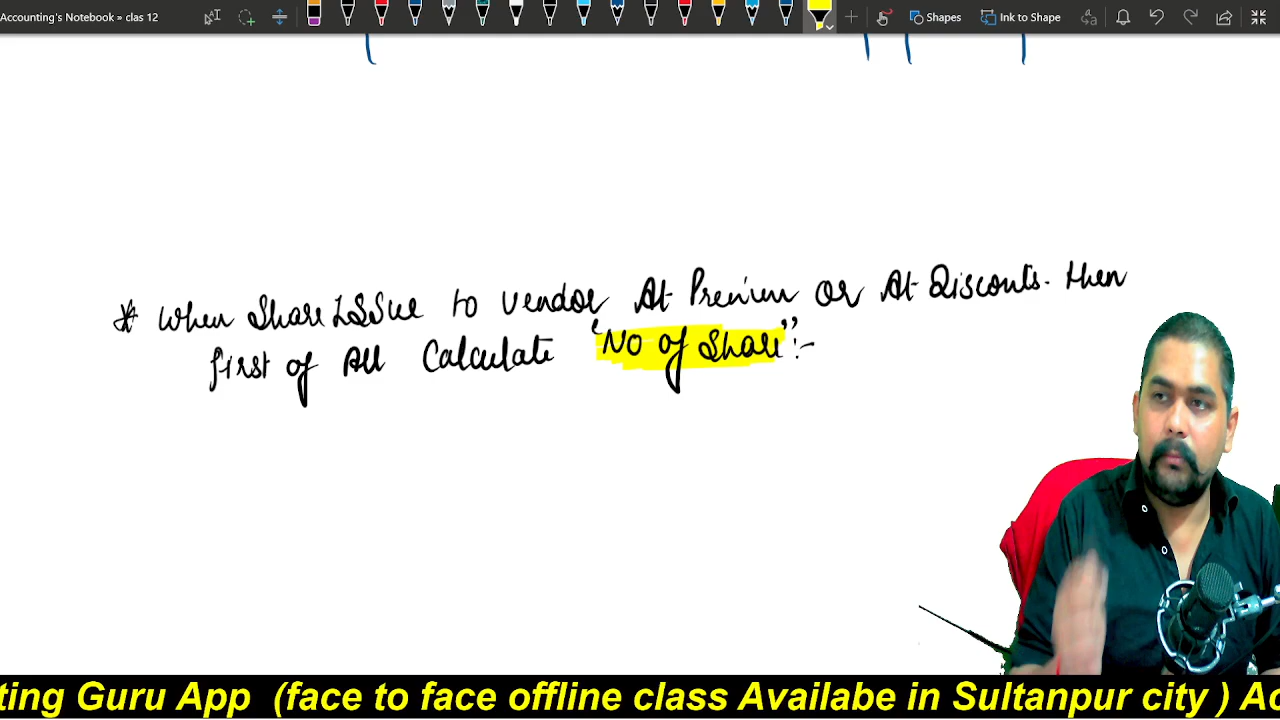 Accounting's Notebook » clas 12
Shapes
Ink to Shape
* When Share ISSue to vendor At Premium or At Disconts. then
first of All Calculate "No of Share":-
ting Guru App (face to face offline class Availabe in Sultanpur city ) Ac